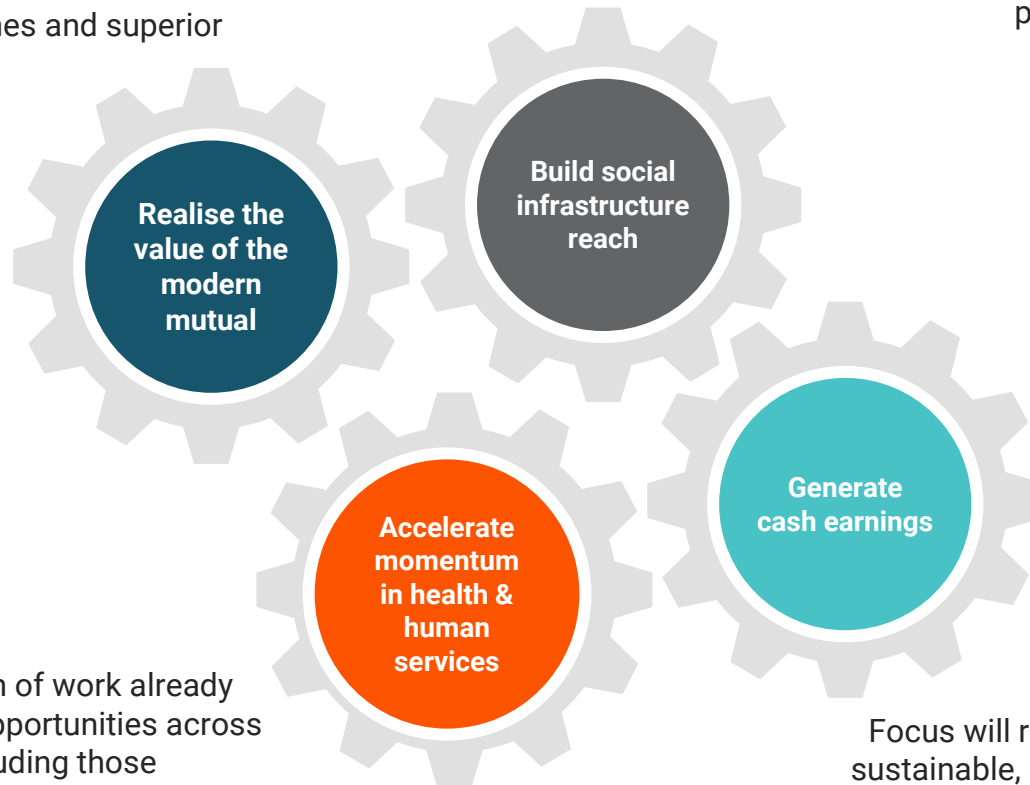 nes and superior
p
Build social
infrastructure
reach
Realise the
value of the
modern
mutual
Generate
cash earnings
Accelerate
momentum
in health &
human
services
n of work already
pportunities across
uding those
Focus will r
sustainable,